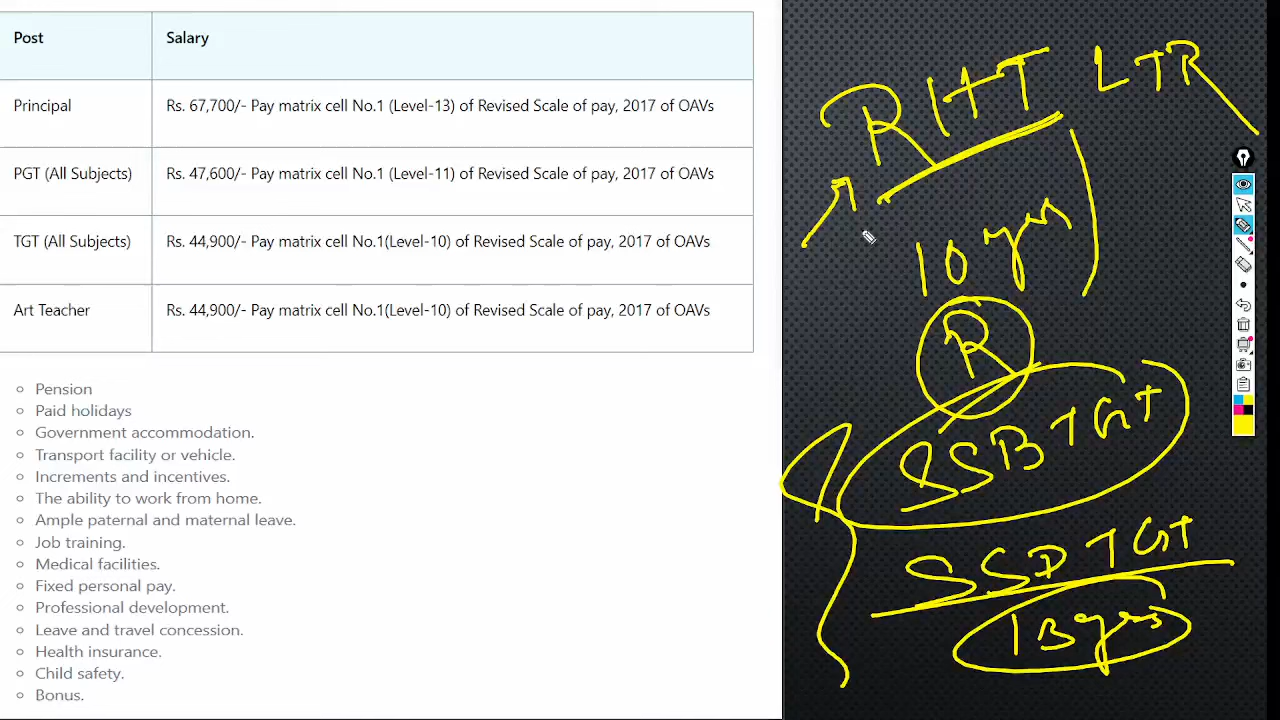 Post Salary
Principal Rs. 67,700/- Pay matrix cell No.1 (Level-13) of Revised Scale of pay, 2017 of OAVs
PGT (All Subjects) Rs. 47,600/- Pay matrix cell No.1 (Level-11) of Revised Scale of pay, 2017 of OAVs
TGT (All Subjects) Rs. 44,900/- Pay matrix cell No.1(Level-10) of Revised Scale of pay, 2017 of OAVs
Art Teacher Rs. 44,900/- Pay matrix cell No.1(Level-10) of Revised Scale of pay, 2017 of OAVs
Pension
Paid holidays
Government accommodation.
Transport facility or vehicle.
Increments and incentives.
The ability to work from home.
Ample paternal and maternal leave.
Job training.
Medical facilities.
Fixed personal pay.
Professional development.
Leave and travel concession.
Health insurance.
Child safety.
Bonus.
LTR
10 yrs
R
SSB TGT
SSD TGT
13 yrs